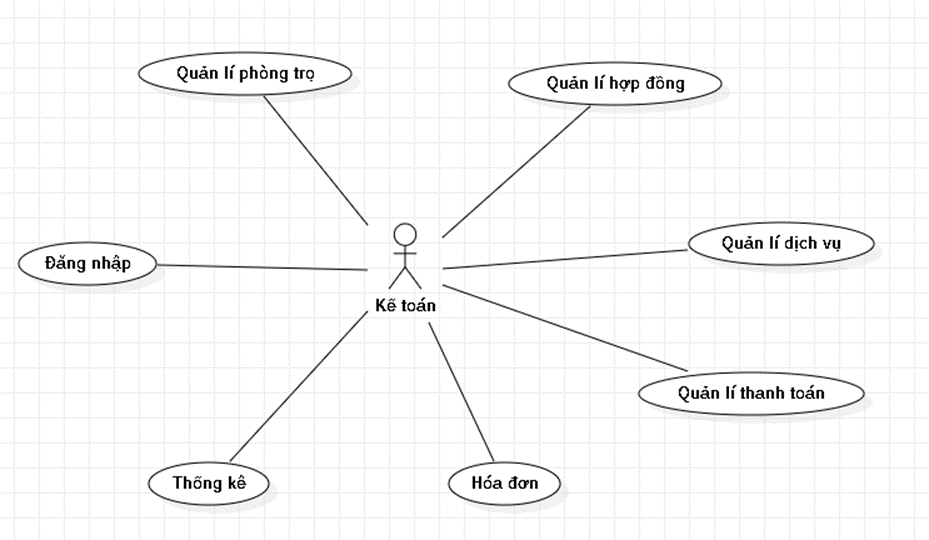 Quản lí phòng trọ
Quản lí hợp đồng
Quản lí dịch vụ
Đăng nhập
Kế toán
Quản lí thanh toán
Thống kê
Hóa đơn